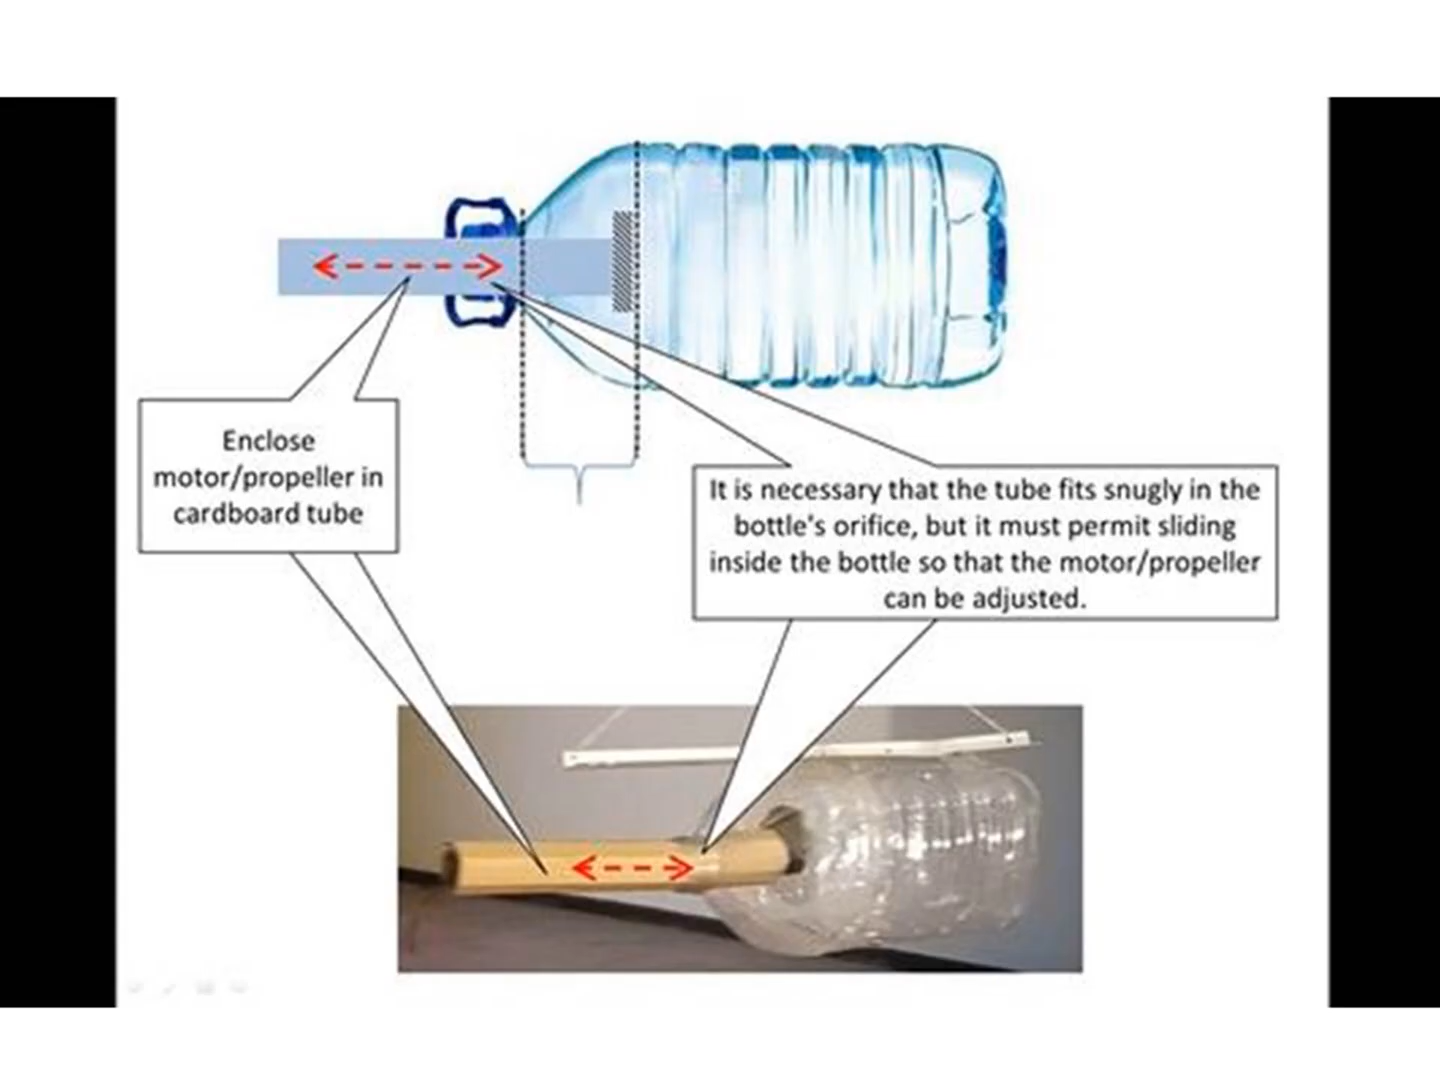 Enclose
motor/propeller in
cardboard tube
It is necessary that the tube fits snugly in the
bottle's orifice, but it must permit sliding
inside the bottle so that the motor/propeller
can be adjusted.